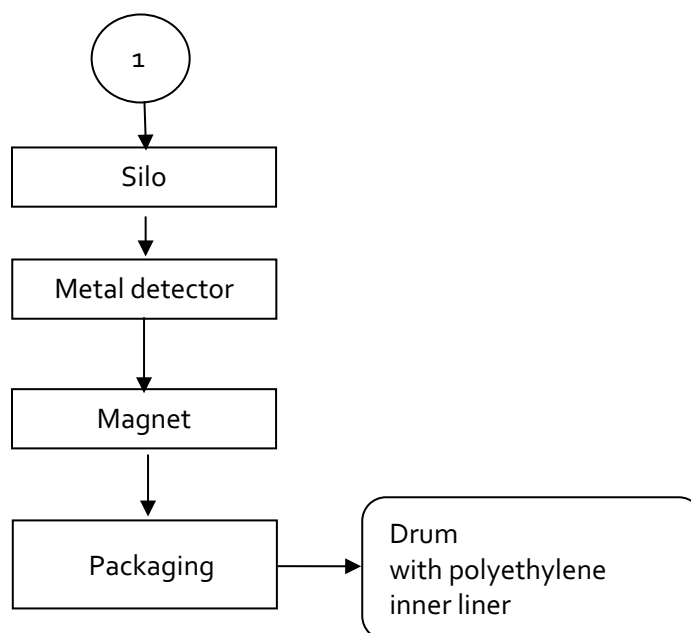 1
Silo
Metal detector
Magnet
Packaging
Drum
with polyethylene
inner liner